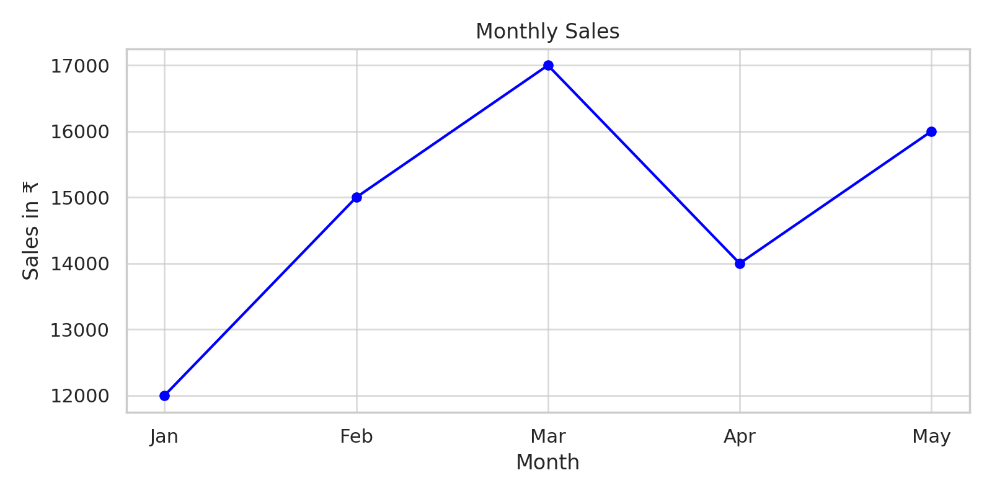 Monthly Sales
17000
16000
15000
14000
13000
12000
Sales in ₹
Jan Feb Mar Apr May
Month